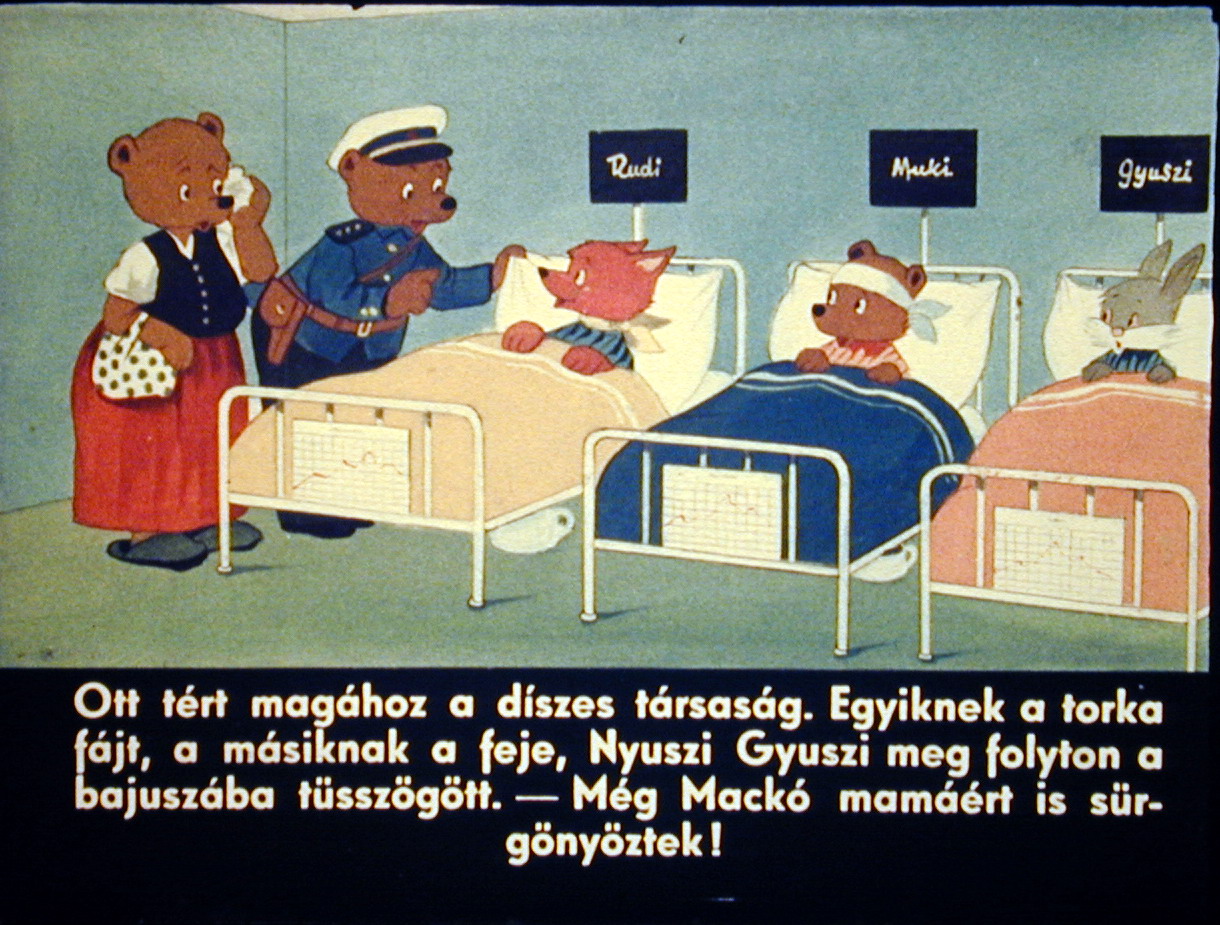 Rudi
Muki
Gyuszi
Ott tért magához a díszes társaság. Egyiknek a torka
fájt, a másiknak a feje, Nyuszi Gyuszi meg folyton a
bajuszába tüsszögött. — Még Mackó mamáért is sür-
gönyöztek!